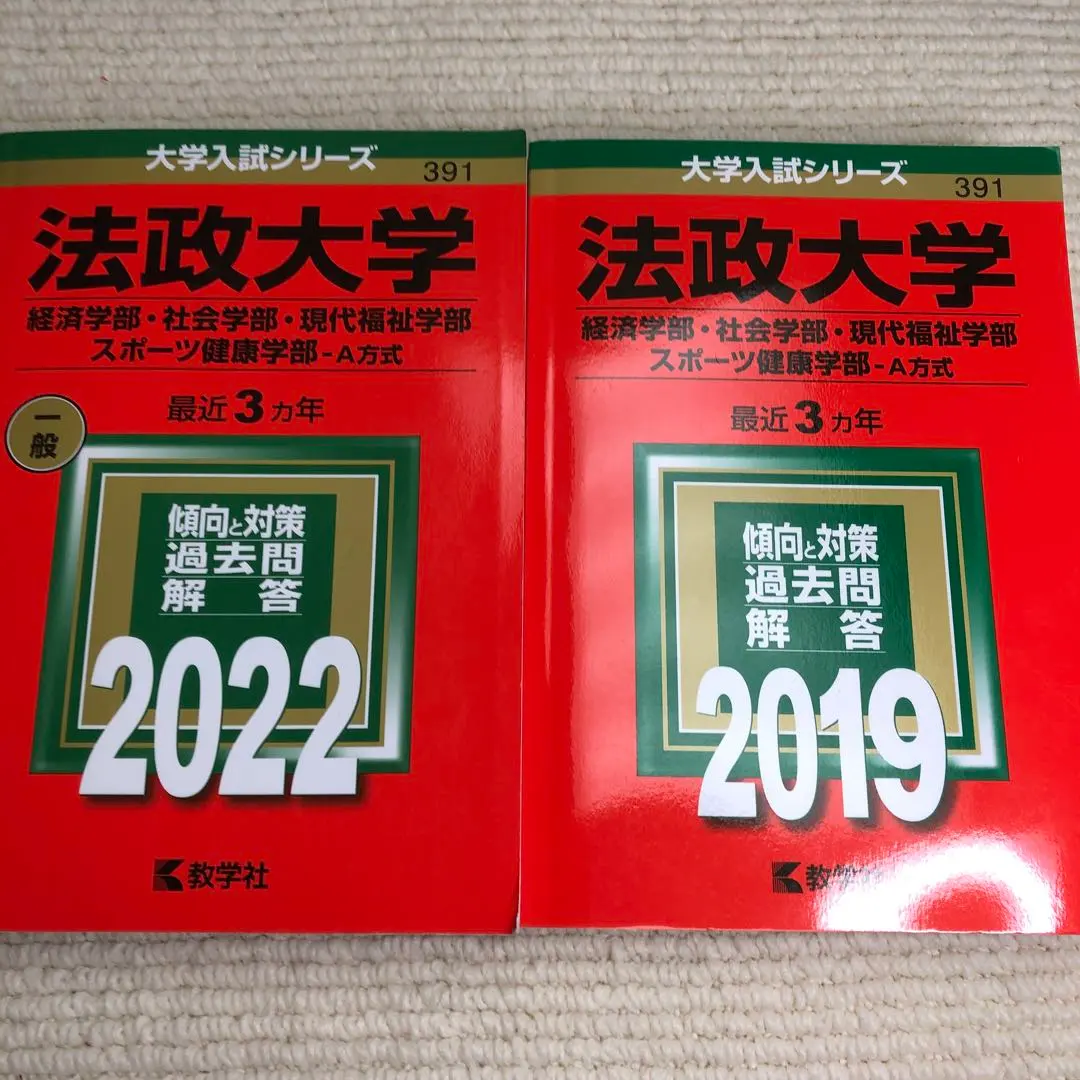 大学入試シリーズ
391
法政大学
経済学部・社会学部・現代福祉学部
スポーツ健康学部-A方式
最近3カ年
一般
傾向と対策
過去問
解答
2022
教学社
大学入試シリーズ
391
法政大学
経済学部・社会学部・現代福祉学部
スポーツ健康学部-A方式
最近3カ年
傾向と対策
過去問
解答
2019
教学社